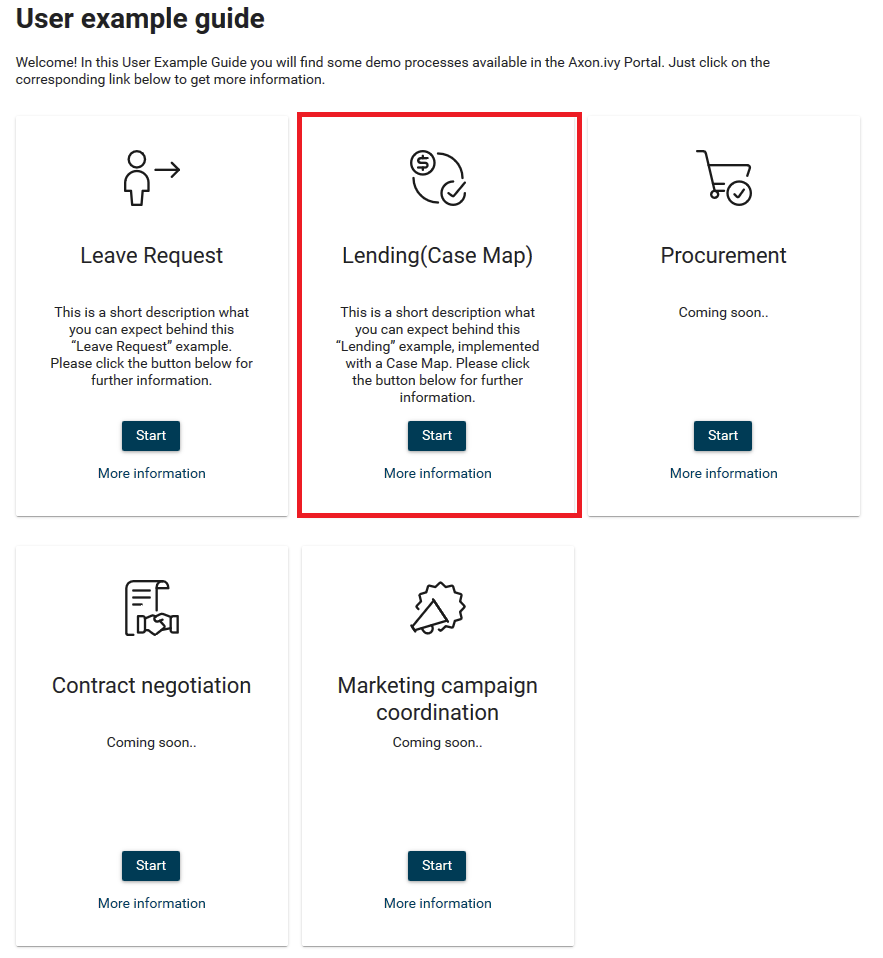 User example guide
Welcome! In this User Example Guide you will find some demo processes available in the Axon.ivy Portal. Just click on the
corresponding link below to get more information.
Leave Request
This is a short description what
you can expect behind this
“Leave Request” example.
Please click the button below for
further information.
Start
More information
$
Lending(Case Map)
This is a short description what
you can expect behind this
“Lending” example, implemented
with a Case Map. Please click
the button below for further
information.
Start
More information
Procurement
Coming soon..
Start
More information
Contract negotiation
Coming soon..
Start
More information
Marketing campaign
coordination
Coming soon..
Start
More information